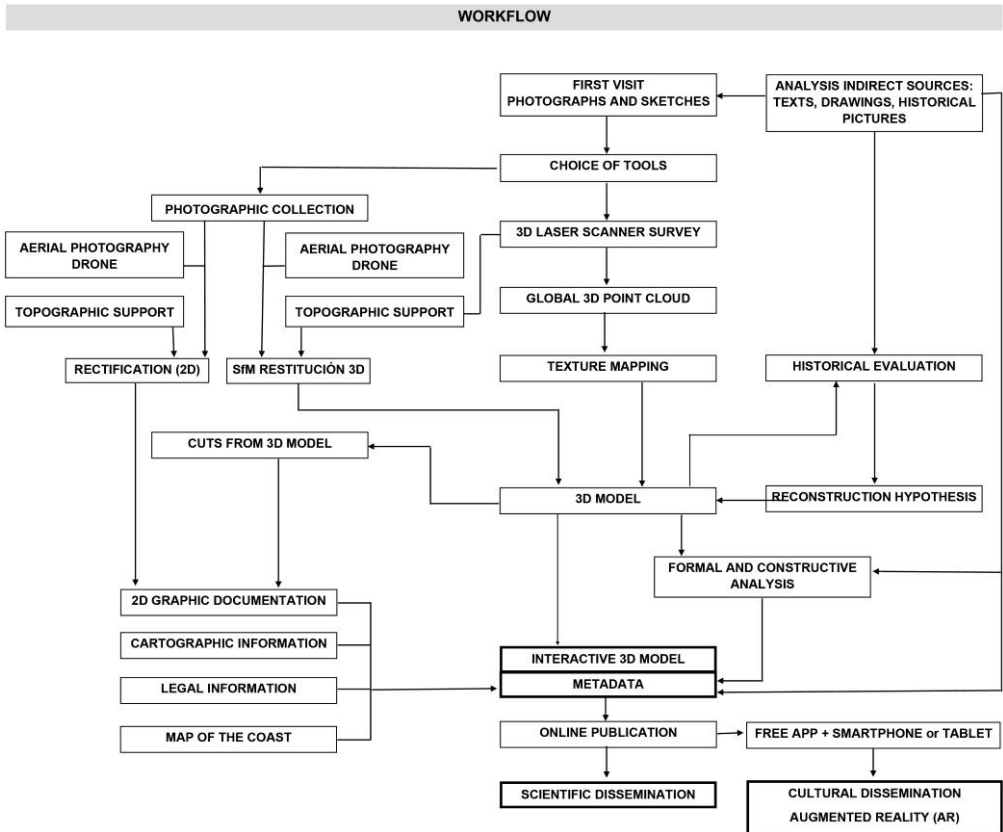 WORKFLOW
FIRST VISIT
PHOTOGRAPHS AND SKETCHES
ANALYSIS INDIRECT SOURCES:
TEXTS, DRAWINGS, HISTORICAL
PICTURES
CHOICE OF TOOLS
PHOTOGRAPHIC COLLECTION
3D LASER SCANNER SURVEY
AERIAL PHOTOGRAPHY
DRONE
AERIAL PHOTOGRAPHY
DRONE
GLOBAL 3D POINT CLOUD
TOPOGRAPHIC SUPPORT
TOPOGRAPHIC SUPPORT
RECTIFICATION (2D)
SfM RESTITUCIÓN 3D
TEXTURE MAPPING
HISTORICAL EVALUATION
CUTS FROM 3D MODEL
3D MODEL
RECONSTRUCTION HYPOTHESIS
FORMAL AND CONSTRUCTIVE
ANALYSIS
2D GRAPHIC DOCUMENTATION
CARTOGRAPHIC INFORMATION
INTERACTIVE 3D MODEL
LEGAL INFORMATION
METADATA
MAP OF THE COAST
ONLINE PUBLICATION
FREE APP + SMARTPHONE or TABLET
SCIENTIFIC DISSEMINATION
CULTURAL DISSEMINATION
AUGMENTED REALITY (AR)